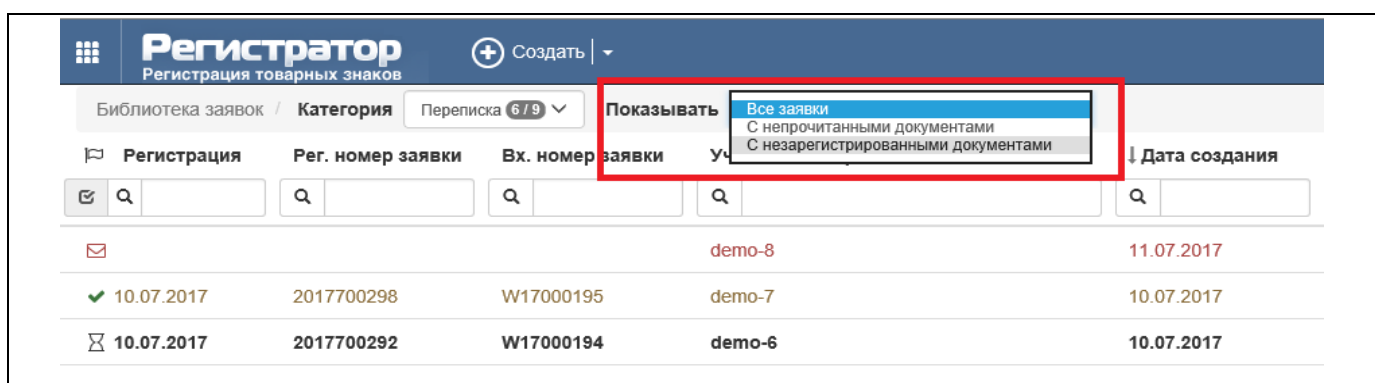 Регистратор
Регистрация товарных знаков
Создать
Библиотека заявок / Категория Переписка 6 / 9 Показывать
Все заявки
С непрочитанными документами
С незарегистрированными документами
Регистрация Рег. номер заявки Вх. номер заявки Дата создания
demo-8 11.07.2017
10.07.2017 2017700298 W17000195 demo-7 10.07.2017
10.07.2017 2017700292 W17000194 demo-6 10.07.2017